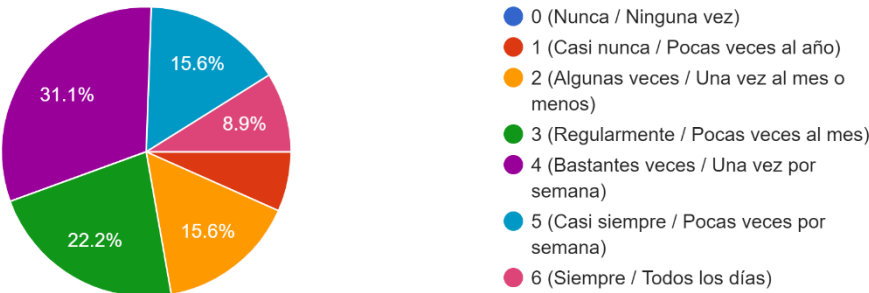 15.6%
31.1%
8.9%
15.6%
22.2%
0 (Nunca / Ninguna vez)
1 (Casi nunca / Pocas veces al año)
2 (Algunas veces / Una vez al mes o
menos)
3 (Regularmente / Pocas veces al mes)
4 (Bastantes veces / Una vez por
semana)
5 (Casi siempre / Pocas veces por
semana)
6 (Siempre / Todos los días)